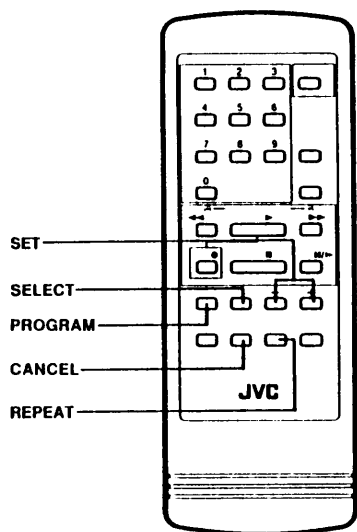 1 2 3
4 5 6
7 8 9
0
SET
SELECT
PROGRAM
CANCEL
REPEAT
JVC